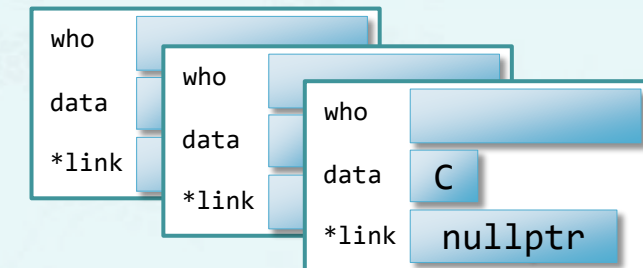 who
data
*link
who
data
*link
who
data C
*link nullptr